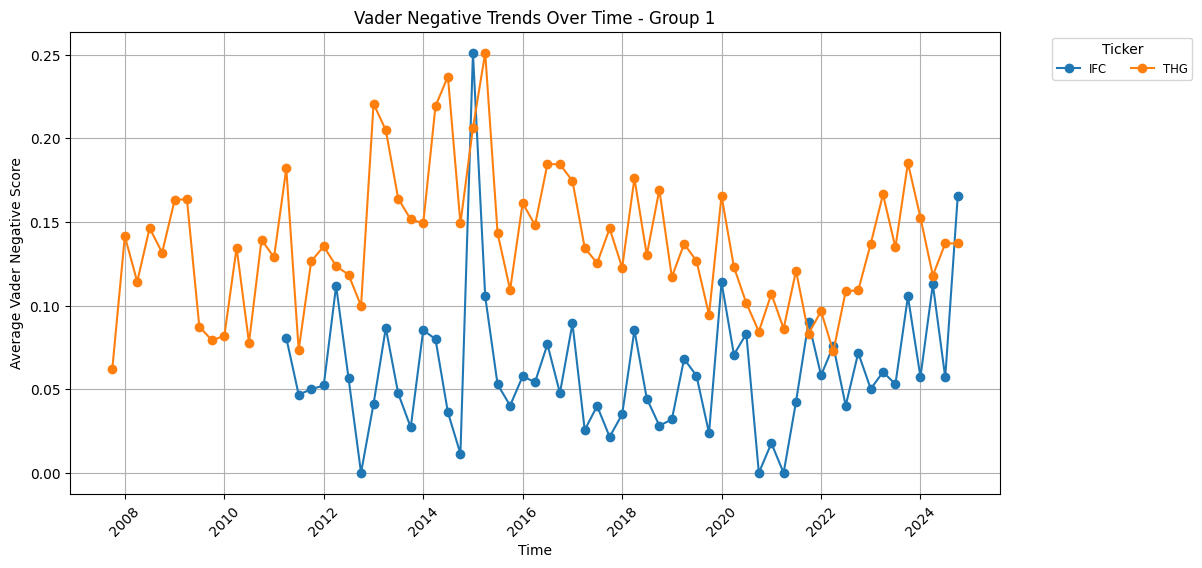 Vader Negative Trends Over Time - Group 1
Ticker
IFC THG
Average Vader Negative Score
0.25
0.20
0.15
0.10
0.05
0.00
2008 2010 2012 2014 2016 2018 2020 2022 2024
Time